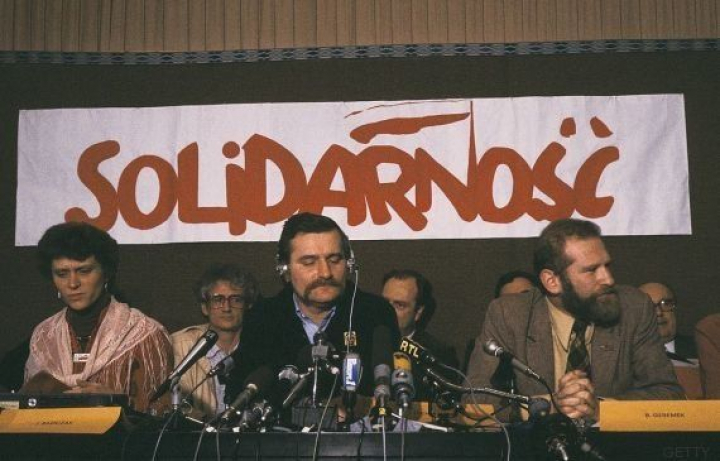 SOLiDARNOŚĆ
RTL
B. GEREMEK
GETTY